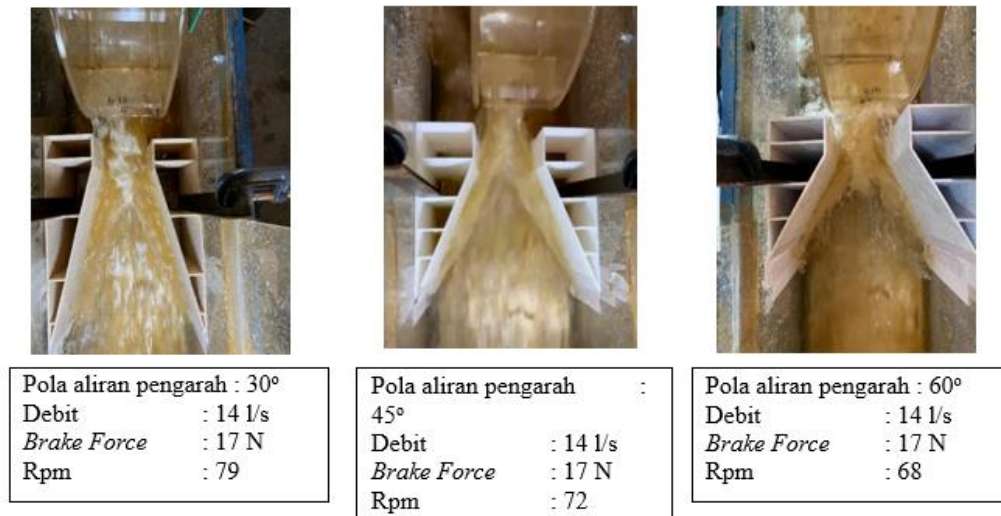 Pola aliran pengarah : 30°
Debit : 14 l/s
Brake Force : 17 N
Rpm : 79
Pola aliran pengarah :
45°
Debit : 14 l/s
Brake Force : 17 N
Rpm : 72
Pola aliran pengarah : 60°
Debit : 14 l/s
Brake Force : 17 N
Rpm : 68